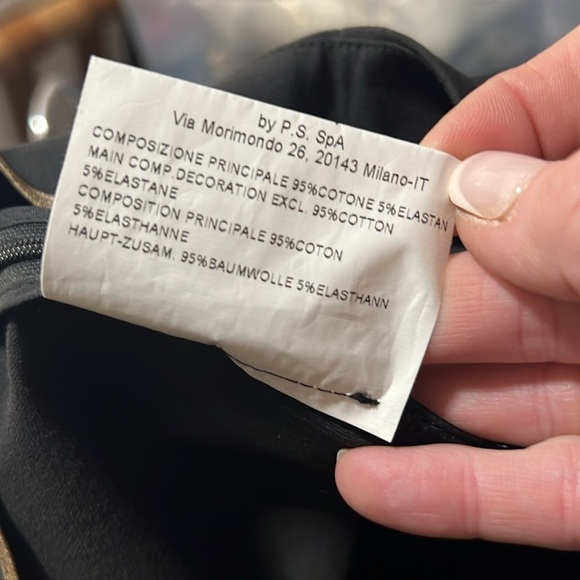 by P.S. SpA
Via Morimondo 26, 20143 Milano-IT
COMPOSIZIONE PRINCIPALE 95%COTONE 5%ELASTAN
MAIN COMP.DECORATION EXCL. 95%COTTON
5%ELASTANE
COMPOSITION PRINCIPALE 95%COTON
5%ELASTHANNE
HAUPT-ZUSAM. 95%BAUMWOLLE 5%ELASTHANN